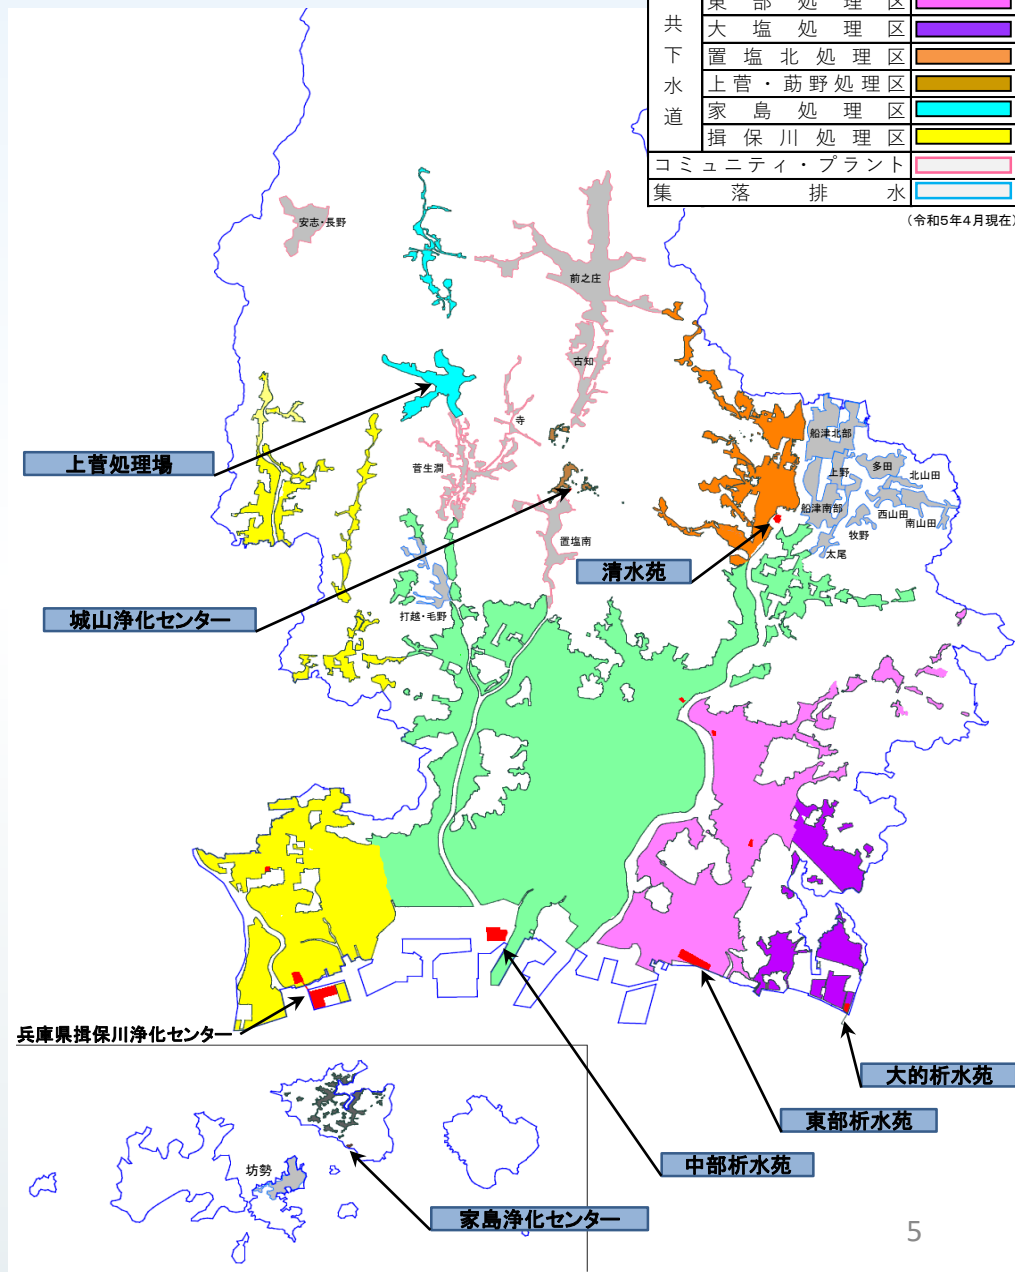 東部処理区
共下水道
大塩処理区
置塩北処理区
上菅・莇野処理区
家島処理区
揖保川処理区
コミュニティ・プラント
集落排水
(令和5年4月現在)
安志・長野
前之庄
古知
寺
菅生澗
上菅処理場
船津北部
上野
多田
北山田
船津南部
西山田
南山田
牧野
太尾
置塩南
清水苑
打越・毛野
城山浄化センター
兵庫県揖保川浄化センター
大的析水苑
東部析水苑
中部析水苑
坊勢
家島浄化センター
5